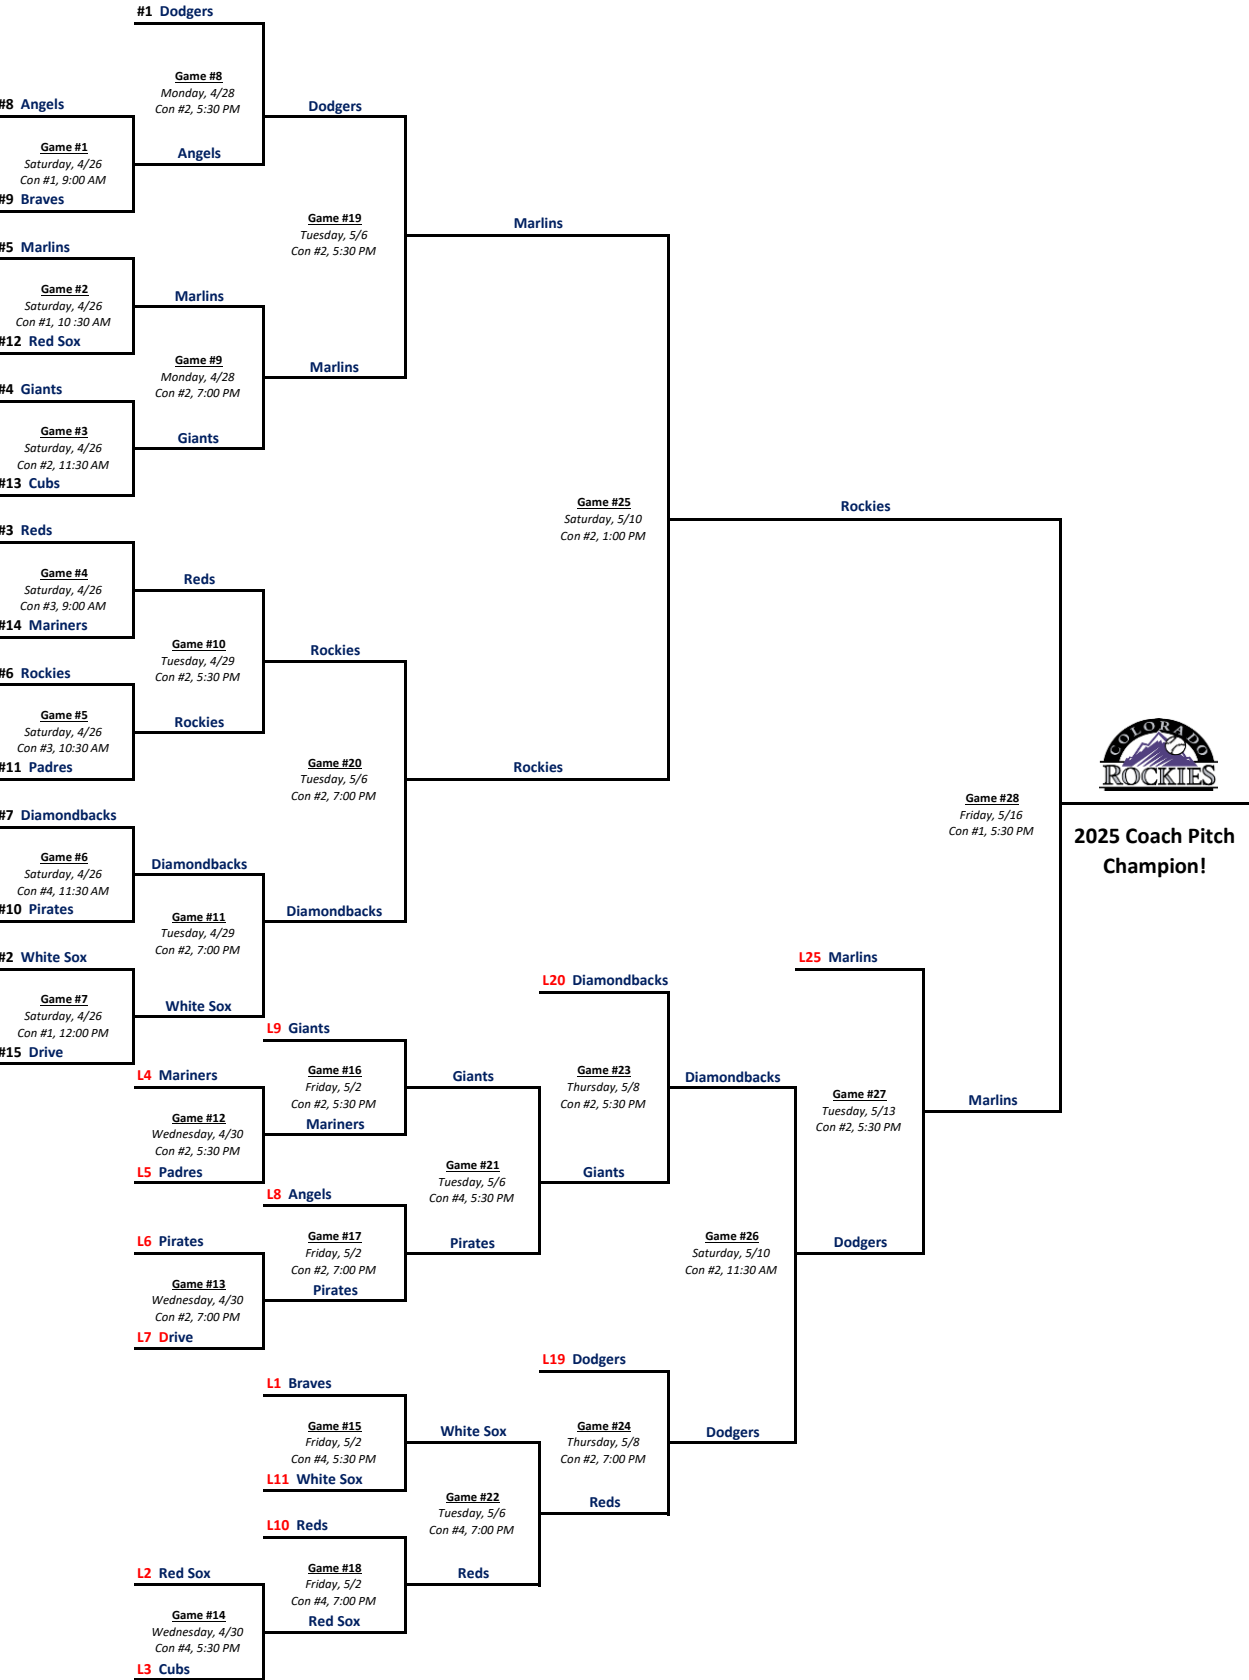 #1 Dodgers
Game #8
Monday, 4/28
Con #2, 5:30 PM
#8 Angels
Dodgers
Game #1
Saturday, 4/26
Con #1, 9:00 AM
Angels
#9 Braves
Game #19
Tuesday, 5/6
Con #2, 5:30 PM
Marlins
#5 Marlins
Game #2
Saturday, 4/26
Con #1, 10 :30 AM
Marlins
#12 Red Sox
Game #9
Monday, 4/28
Con #2, 7:00 PM
Marlins
#4 Giants
Game #3
Saturday, 4/26
Con #2, 11:30 AM
Giants
#13 Cubs
Game #25
Saturday, 5/10
Con #2, 1:00 PM
Rockies
#3 Reds
Game #4
Saturday, 4/26
Con #3, 9:00 AM
Reds
#14 Mariners
Game #10
Tuesday, 4/29
Con #2, 5:30 PM
Rockies
#6 Rockies
Game #5
Saturday, 4/26
Con #3, 10:30 AM
Rockies
#11 Padres
Game #20
Tuesday, 5/6
Con #2, 7:00 PM
Rockies
COLORADO
ROCKIES
Game #28
Friday, 5/16
Con #1, 5:30 PM
2025 Coach Pitch
Champion!
#7 Diamondbacks
Game #6
Saturday, 4/26
Con #4, 11:30 AM
Diamondbacks
#10 Pirates
Game #11
Tuesday, 4/29
Con #2, 7:00 PM
Diamondbacks
#2 White Sox
Game #7
Saturday, 4/26
Con #1, 12:00 PM
White Sox
#15 Drive
L25 Marlins
L20 Diamondbacks
L9 Giants
Game #16
Friday, 5/2
Con #2, 5:30 PM
Mariners
Giants
L4 Mariners
Game #12
Wednesday, 4/30
Con #2, 5:30 PM
L5 Padres
Game #23
Thursday, 5/8
Con #2, 5:30 PM
Diamondbacks
Game #27
Tuesday, 5/13
Con #2, 5:30 PM
Marlins
Game #21
Tuesday, 5/6
Con #4, 5:30 PM
Giants
L8 Angels
Game #17
Friday, 5/2
Con #2, 7:00 PM
Pirates
Pirates
L6 Pirates
Game #13
Wednesday, 4/30
Con #2, 7:00 PM
L7 Drive
Game #26
Saturday, 5/10
Con #2, 11:30 AM
Dodgers
L19 Dodgers
L1 Braves
Game #15
Friday, 5/2
Con #4, 5:30 PM
L11 White Sox
White Sox
Game #24
Thursday, 5/8
Con #2, 7:00 PM
Dodgers
Game #22
Tuesday, 5/6
Con #4, 7:00 PM
Reds
L10 Reds
Game #18
Friday, 5/2
Con #4, 7:00 PM
Red Sox
Reds
L2 Red Sox
Game #14
Wednesday, 4/30
Con #4, 5:30 PM
L3 Cubs